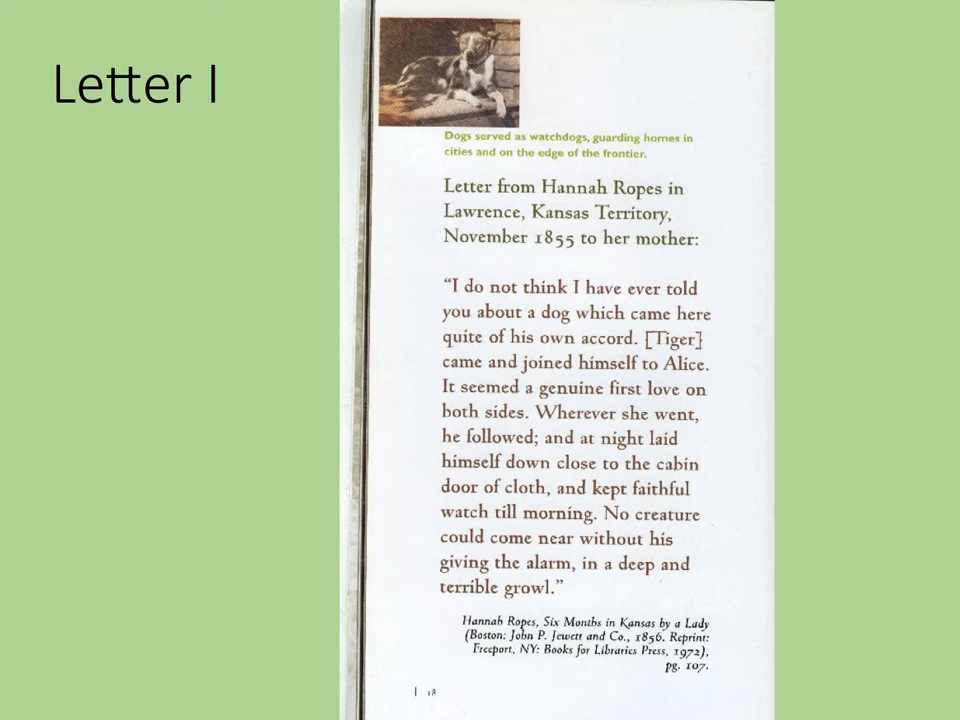 Letter I
Dogs served as watchdogs, guarding homes in
cities and on the edge of the frontier.
Letter from Hannah Ropes in
Lawrence, Kansas Territory,
November 1855 to her mother:
“I do not think I have ever told
you about a dog which came here
quite of his own accord. [Tiger]
came and joined himself to Alice.
It seemed a genuine first love on
both sides. Wherever she went,
he followed; and at night laid
himself down close to the cabin
door of cloth, and kept faithful
watch till morning. No creature
could come near without his
giving the alarm, in a deep and
terrible growl.”
Hannah Ropes, Six Months in Kansas by a Lady
(Boston: John P. Jewett and Co., 1856. Reprint:
Freeport, NY: Books for Libraries Press, 1972),
pg. 107.
| 18